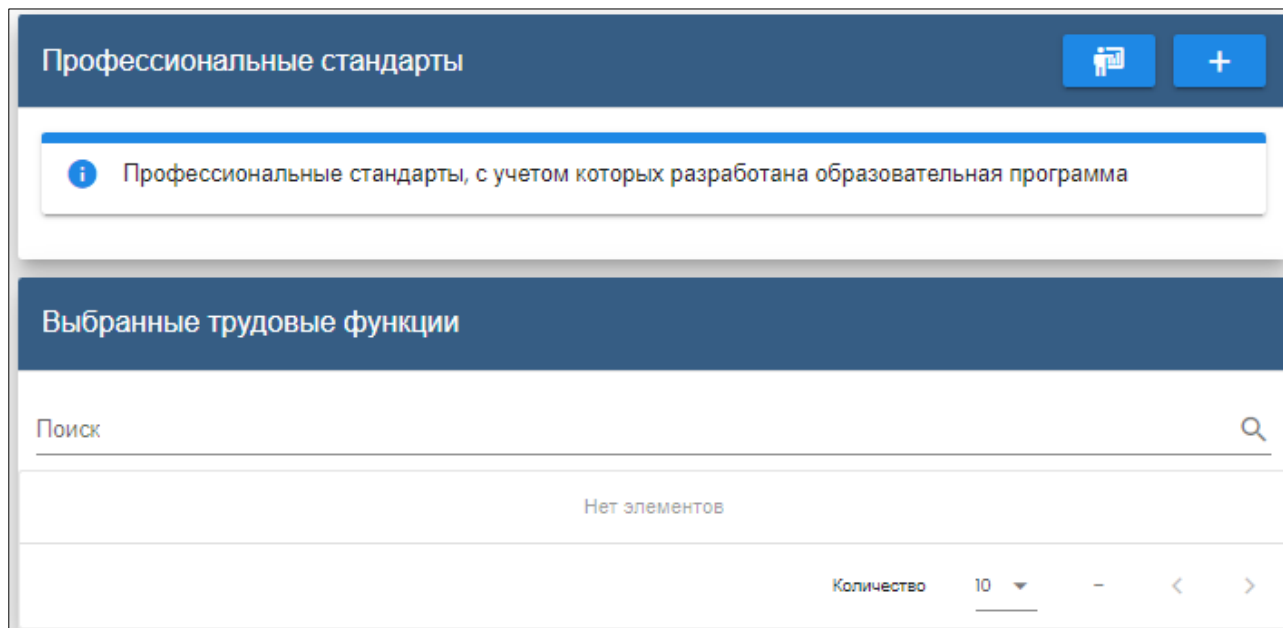 Профессиональные стандарты
Профессиональные стандарты, с учетом которых разработана образовательная программа
Выбранные трудовые функции
Поиск
Нет элементов
Количество 10 –